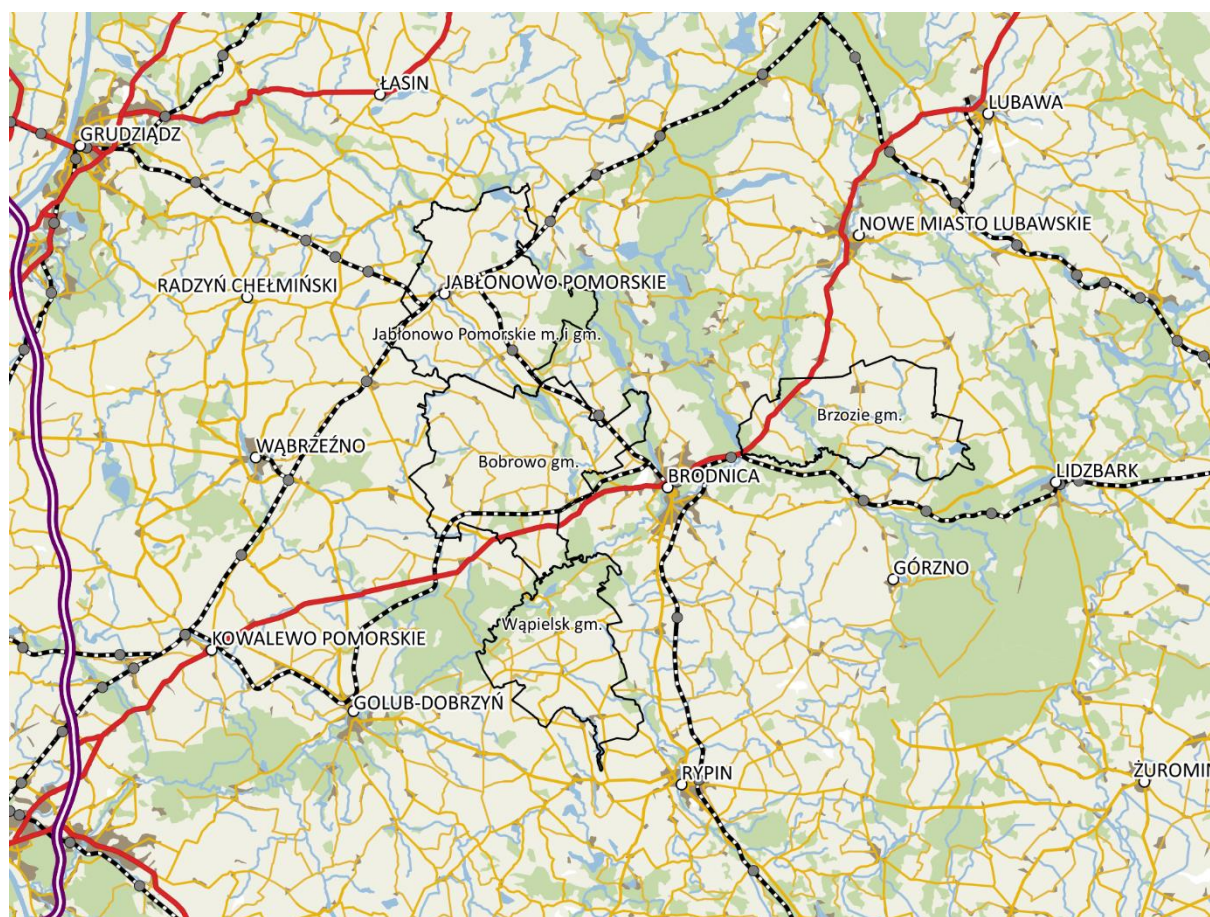 ŁASIN
LUBAWA
GRUDZIĄDZ
NOWE MIASTO LUBAWSKIE
RADZYŃ CHEŁMIŃSKI
JABŁONOWO POMORSKIE
Jabłonowo Pomorskie m. i gm.
Brzozie gm.
WĄBRZEŹNO
Bobrowo gm.
BRODNICA
LIDZBARK
GÓRZNO
Wąpielsk gm.
KOWALEWO POMORSKIE
GOLUB-DOBRZYŃ
RYPIN
ŻUROMIN